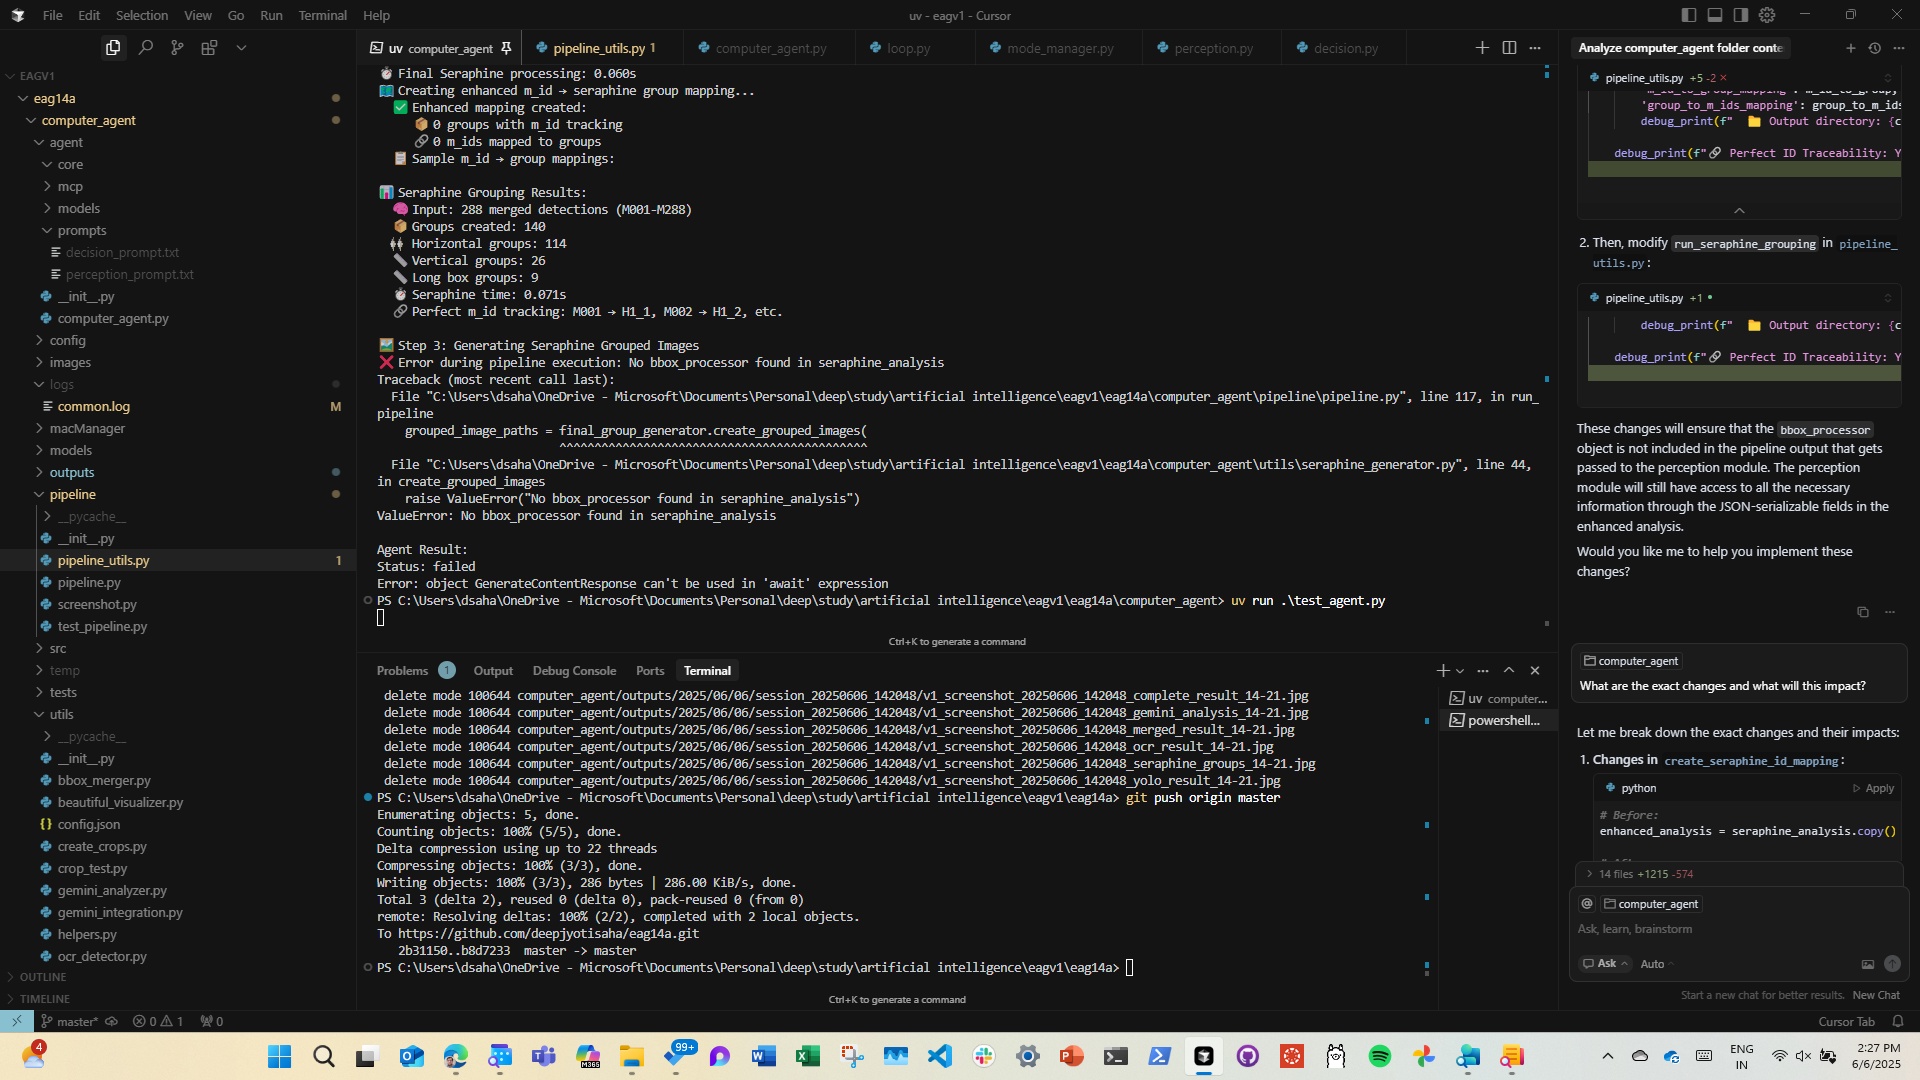 File Edit Selection View Go Run Terminal Help
uv - eagv1 - Cursor
EAGV1
eag14a
computer_agent
agent
core
mcp
models
prompts
decision_prompt.txt
perception_prompt.txt
__init__.py
computer_agent.py
config
images
logs
common.log M
macManager
models
outputs
pipeline
__pycache__
__init__.py
pipeline_utils.py 1
pipeline.py
screenshot.py
test_pipeline.py
src
temp
tests
utils
__pycache__
__init__.py
bbox_merger.py
beautiful_visualizer.py
config.json
create_crops.py
crop_test.py
gemini_analyzer.py
gemini_integration.py
helpers.py
ocr_detector.py
OUTLINE
TIMELINE
uv computer_agent pipeline_utils.py 1 computer_agent.py loop.py mode_manager.py perception.py decision.py
Final Seraphine processing: 0.060s
Creating enhanced m_id → seraphine group mapping...
Enhanced mapping created:
0 groups with m_id tracking
0 m_ids mapped to groups
Sample m_id → group mappings:
Seraphine Grouping Results:
Input: 288 merged detections (M001-M288)
Groups created: 140
Horizontal groups: 114
Vertical groups: 26
Long box groups: 9
Seraphine time: 0.071s
Perfect m_id tracking: M001 → H1_1, M002 → H1_2, etc.
Step 3: Generating Seraphine Grouped Images
Error during pipeline execution: No bbox_processor found in seraphine_analysis
Traceback (most recent call last):
File "C:\Users\dsaha\OneDrive - Microsoft\Documents\Personal\deep\study\artificial intelligence\eagv1\eag14a\computer_agent\pipeline\pipeline.py", line 117, in run_
pipeline
grouped_image_paths = final_group_generator.create_grouped_images(
^^^^^^^^^^^^^^^^^^^^^^^^^^^^^^^^^^^^^^^^^^^^
File "C:\Users\dsaha\OneDrive - Microsoft\Documents\Personal\deep\study\artificial intelligence\eagv1\eag14a\computer_agent\utils\seraphine_generator.py", line 44,
in create_grouped_images
raise ValueError("No bbox_processor found in seraphine_analysis")
ValueError: No bbox_processor found in seraphine_analysis
Agent Result:
Status: failed
Error: object GenerateContentResponse can't be used in 'await' expression
PS C:\Users\dsaha\OneDrive - Microsoft\Documents\Personal\deep\study\artificial intelligence\eagv1\eag14a\computer_agent> uv run .\test_agent.py
Ctrl+K to generate a command
Problems 1 Output Debug Console Ports Terminal
delete mode 100644 computer_agent/outputs/2025/06/06/session_20250606_142048/v1_screenshot_20250606_142048_complete_result_14-21.jpg
delete mode 100644 computer_agent/outputs/2025/06/06/session_20250606_142048/v1_screenshot_20250606_142048_gemini_analysis_14-21.jpg
delete mode 100644 computer_agent/outputs/2025/06/06/session_20250606_142048/v1_screenshot_20250606_142048_merged_result_14-21.jpg
delete mode 100644 computer_agent/outputs/2025/06/06/session_20250606_142048/v1_screenshot_20250606_142048_ocr_result_14-21.jpg
delete mode 100644 computer_agent/outputs/2025/06/06/session_20250606_142048/v1_screenshot_20250606_142048_seraphine_groups_14-21.jpg
delete mode 100644 computer_agent/outputs/2025/06/06/session_20250606_142048/v1_screenshot_20250606_142048_yolo_result_14-21.jpg
PS C:\Users\dsaha\OneDrive - Microsoft\Documents\Personal\deep\study\artificial intelligence\eagv1\eag14a> git push origin master
Enumerating objects: 5, done.
Counting objects: 100% (5/5), done.
Delta compression using up to 22 threads
Compressing objects: 100% (3/3), done.
Writing objects: 100% (3/3), 286 bytes | 286.00 KiB/s, done.
Total 3 (delta 2), reused 0 (delta 0), pack-reused 0 (from 0)
remote: Resolving deltas: 100% (2/2), completed with 2 local objects.
To https://github.com/deepjyotisaha/eag14a.git
2b31150..b8d7233 master -> master
PS C:\Users\dsaha\OneDrive - Microsoft\Documents\Personal\deep\study\artificial intelligence\eagv1\eag14a>
Ctrl+K to generate a command
uv computer...
powershell...
Analyze computer_agent folder conte
pipeline_utils.py +5 -2
'group_to_m_ids_mapping': group_to_m_ids
debug_print(f" Output directory: {c
debug_print(f" Perfect ID Traceability: Y
2. Then, modify run_seraphine_grouping in pipeline_
utils.py:
pipeline_utils.py +1
debug_print(f" Output directory: {c
debug_print(f" Perfect ID Traceability: Y
These changes will ensure that the bbox_processor
object is not included in the pipeline output that gets
passed to the perception module. The perception
module will still have access to all the necessary
information through the JSON-serializable fields in the
enhanced analysis.
Would you like me to help you implement these
changes?
computer_agent
What are the exact changes and what will this impact?
Let me break down the exact changes and their impacts:
1. Changes in create_seraphine_id_mapping:
python Apply
# Before:
enhanced_analysis = seraphine_analysis.copy()
14 files +1215 -574
@ computer_agent
Ask, learn, brainstorm
Ask Auto
Start a new chat for better results. New Chat
master* 0 1 0
Cursor Tab
4
99+
M365
ENG
IN
2:27 PM
6/6/2025